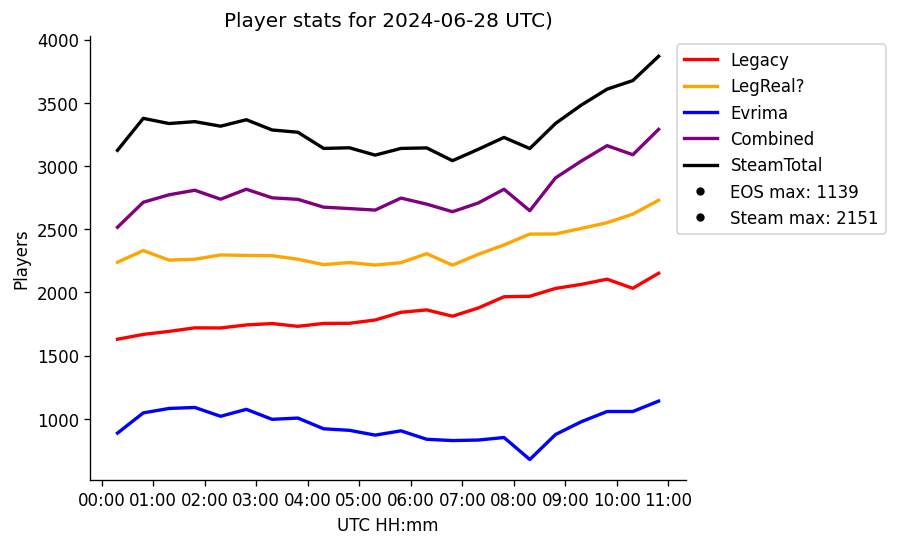 Player stats for 2024-06-28 UTC)
4000
3500
3000
2500
2000
1500
1000
Players
00:00 01:00 02:00 03:00 04:00 05:00 06:00 07:00 08:00 09:00 10:00 11:00
UTC HH:mm
Legacy
LegReal?
Evrima
Combined
SteamTotal
EOS max: 1139
Steam max: 2151